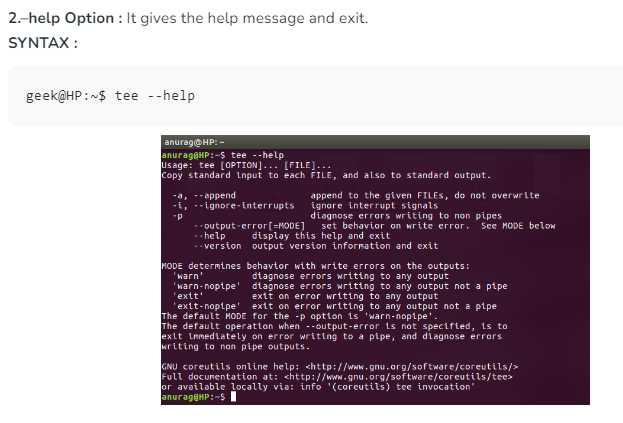 2.–help Option : It gives the help message and exit.
SYNTAX :
geek@HP:~$ tee --help
anurag@HP: ~
anurag@HP:~$ tee --help
Usage: tee [OPTION]... [FILE]...
Copy standard input to each FILE, and also to standard output.
-a, --append append to the given FILEs, do not overwrite
-i, --ignore-interrupts ignore interrupt signals
-p diagnose errors writing to non pipes
--output-error[=MODE] set behavior on write error. See MODE below
--help display this help and exit
--version output version information and exit
MODE determines behavior with write errors on the outputs:
'warn' diagnose errors writing to any output
'warn-nopipe' diagnose errors writing to any output not a pipe
'exit' exit on error writing to any output
'exit-nopipe' exit on error writing to any output not a pipe
The default MODE for the -p option is 'warn-nopipe'.
The default operation when --output-error is not specified, is to
exit immediately on error writing to a pipe, and diagnose errors
writing to non pipe outputs.
GNU coreutils online help: <http://www.gnu.org/software/coreutils/>
Full documentation at: <http://www.gnu.org/software/coreutils/tee>
or available locally via: info '(coreutils) tee invocation'
anurag@HP:~$